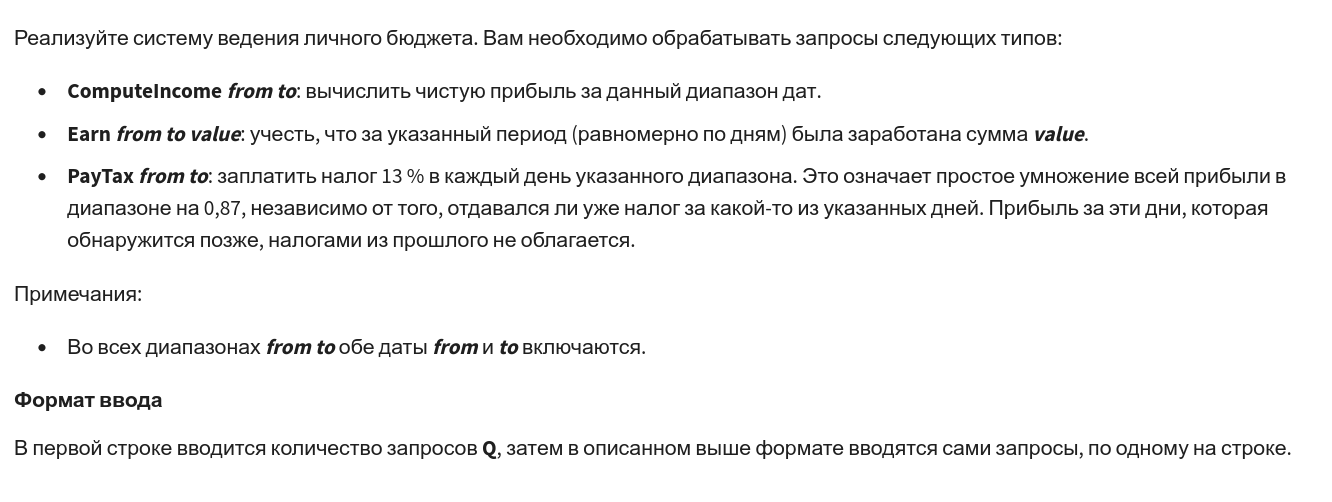 Реализуйте систему ведения личного бюджета. Вам необходимо обрабатывать запросы следующих типов:
• ComputeIncome from to: вычислить чистую прибыль за данный диапазон дат.
• Earn from to value: учесть, что за указанный период (равномерно по дням) была заработана сумма value.
• PayTax from to: заплатить налог 13 % в каждый день указанного диапазона. Это означает простое умножение всей прибыли в
диапазоне на 0,87, независимо от того, отдавался ли уже налог за какой-то из указанных дней. Прибыль за эти дни, которая
обнаружится позже, налогами из прошлого не облагается.
Примечания:
• Во всех диапазонах from to обе даты from и to включаются.
Формат ввода
В первой строке вводится количество запросов Q, затем в описанном выше формате вводятся сами запросы, по одному на строке.